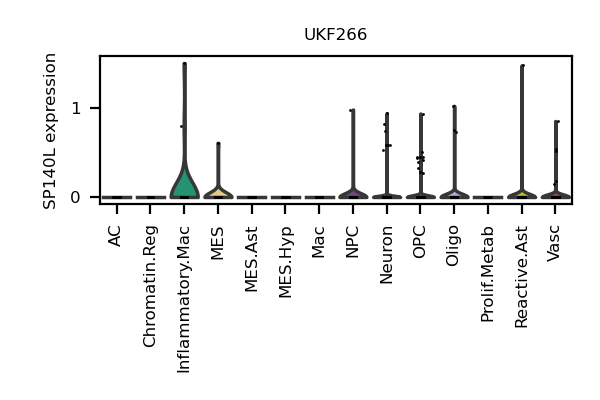 UKF266
SP140L expression
1
0
AC
Chromatin.Reg
Inflammatory.Mac
MES
MES.Ast
MES.Hyp
Mac
NPC
Neuron
OPC
Oligo
Prolif.Metab
Reactive.Ast
Vasc